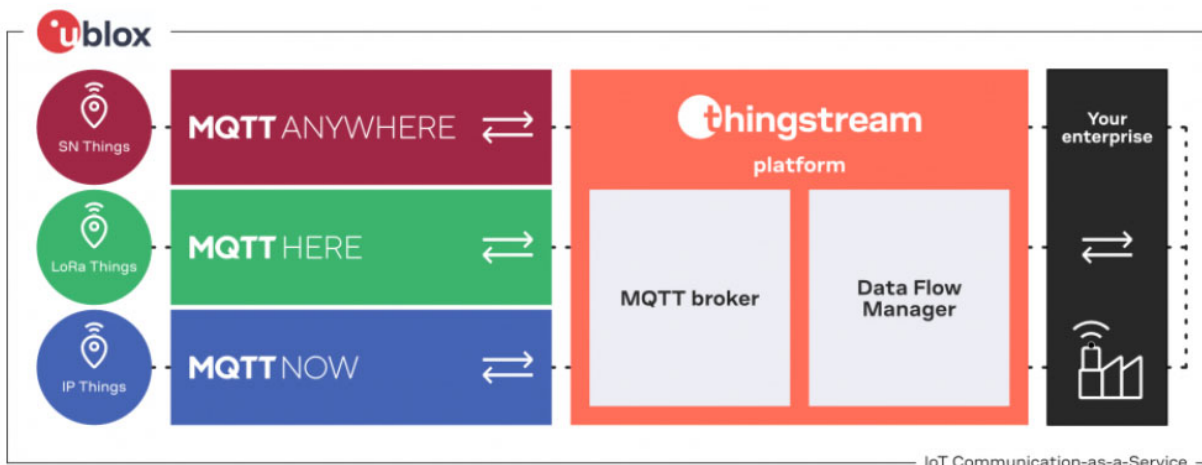 ublox
SN Things
MQTT ANYWHERE
LoRa Things
MQTT HERE
IP Things
MQTT NOW
thingstream
platform
MQTT broker
Data Flow
Manager
Your
enterprise
IoT Communication-as-a-Service